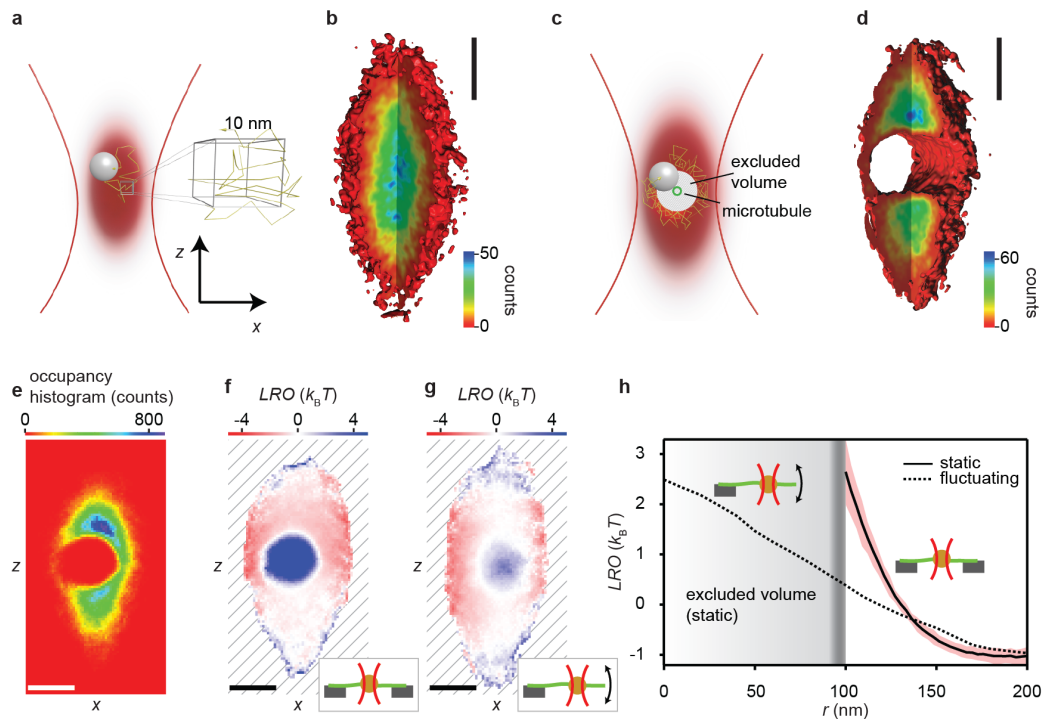 a
b
c
d
10 nm
z
x
50
0
counts
excluded
volume
microtubule
60
0
counts
e
occupancy
histogram (counts)
0 800
z
x
f
LRO (kBT)
-4 0 4
z
x
g
LRO (kBT)
-4 0 4
z
x
h
LRO (kBT)
3
2
1
0
-1
static
fluctuating
excluded volume
(static)
0 50 100 150 200
r (nm)